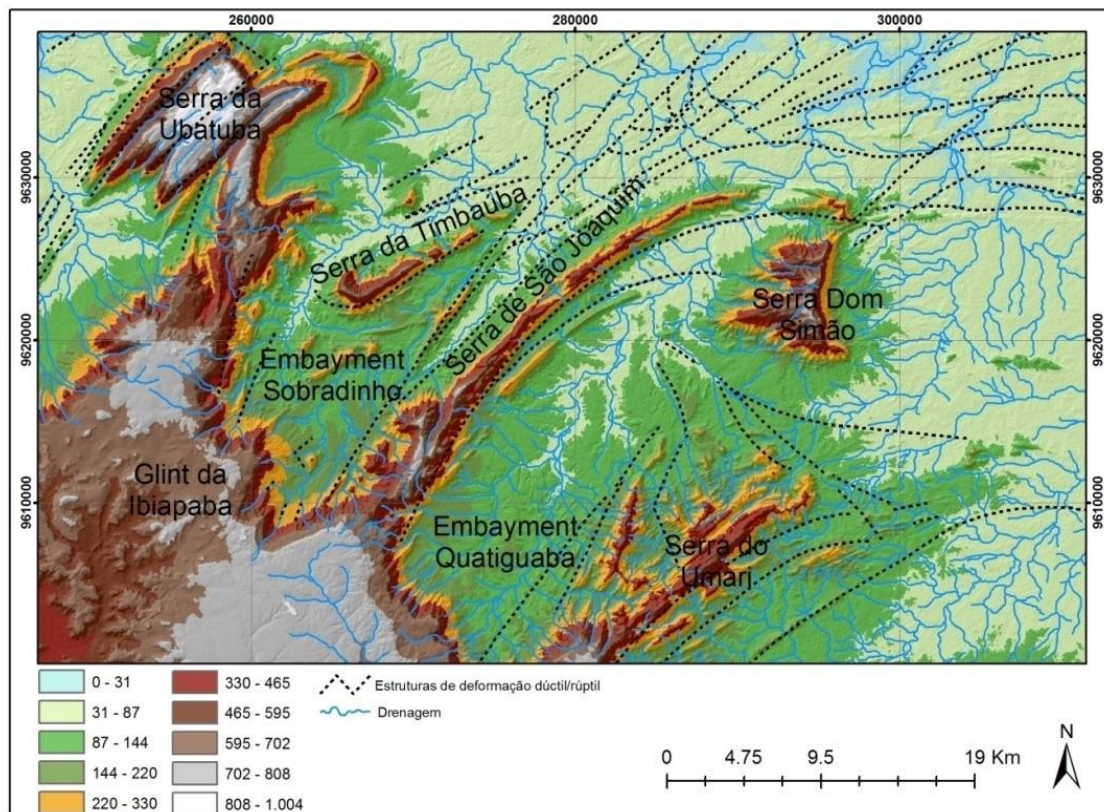 260000
280000
300000
Serra da
Ubatuba
9630000
9630000
Serra da Timbauba
Serra de São Joaquim
Serra Dom
Simão
9620000
9620000
Embayment
Sobradinho
Glint da
Ibiapaba
9610000
9610000
Embayment
Quatiguaba
Serra do
Umari
0 - 31
31 - 87
87 - 144
144 - 220
220 - 330
330 - 465
465 - 595
595 - 702
702 - 808
808 - 1.004
Estruturas de deformação dúctil/rúptil
Drenagem
0 4.75 9.5 19 Km
N